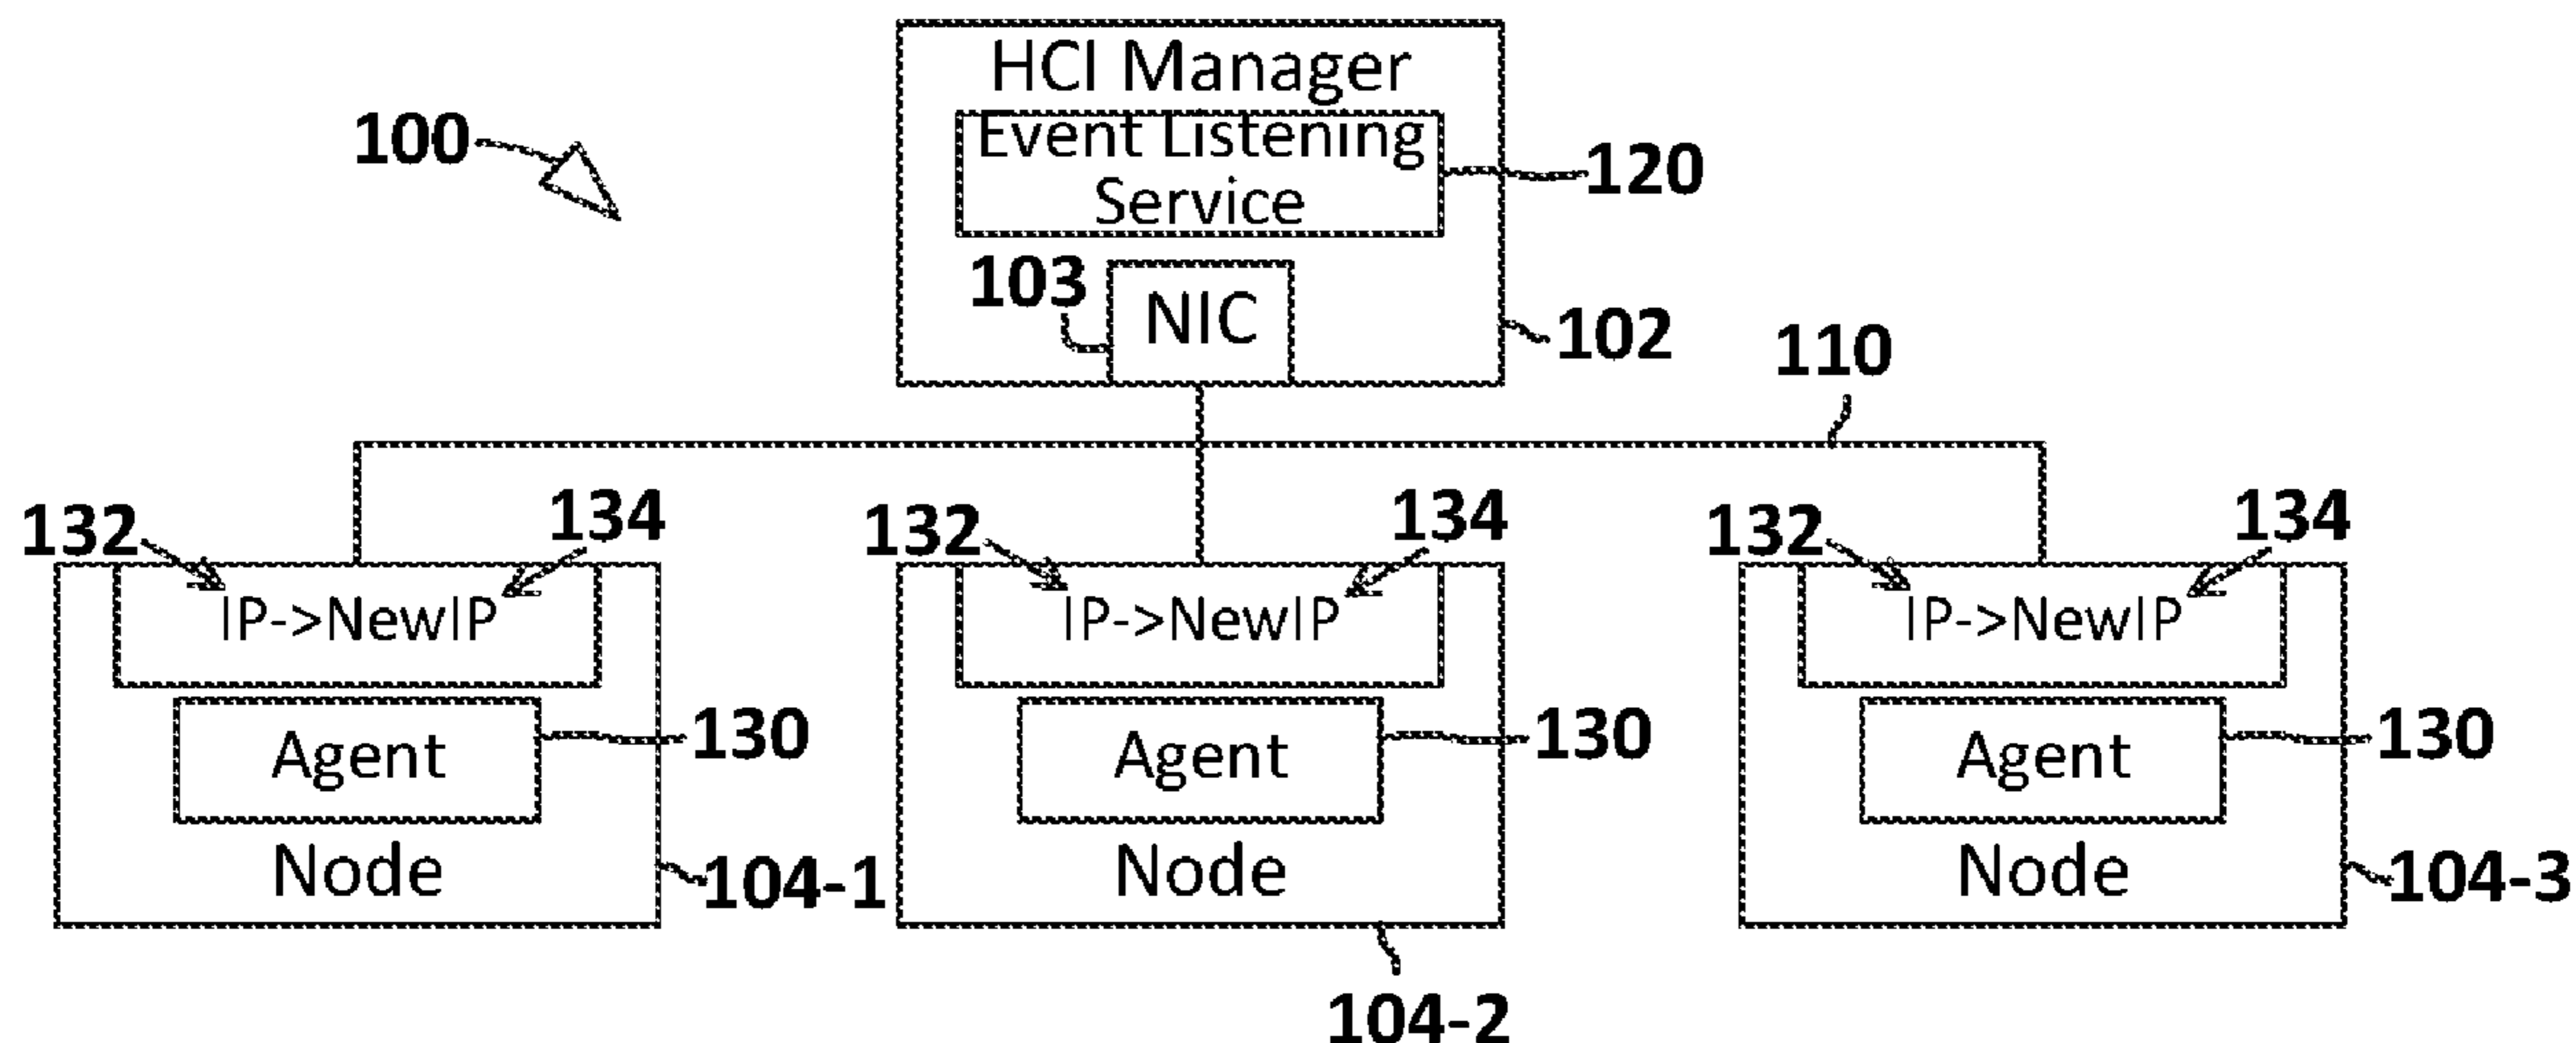 HCI Manager
100
Event Listening
Service
120
103
NIC
102
110
132
134
132
134
132
134
IP->NewIP
IP->NewIP
IP->NewIP
Agent
130
Agent
130
Agent
130
Node
104-1
Node
Node
104-3
104-2